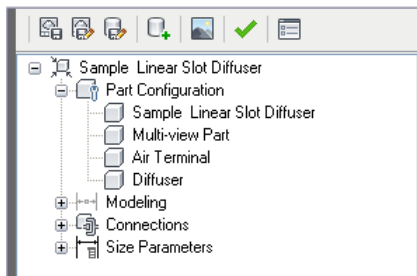 Sample Linear Slot Diffuser
Part Configuration
Sample Linear Slot Diffuser
Multi-view Part
Air Terminal
Diffuser
Modeling
Connections
Size Parameters